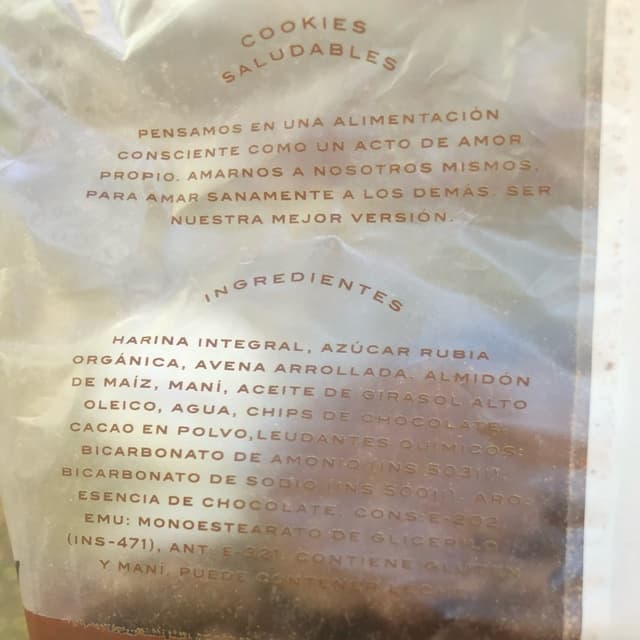 COOKIES
SALUDABLES
PENSAMOS EN UNA ALIMENTACIÓN
CONSCIENTE COMO UN ACTO DE AMOR
PROPIO. AMARNOS A NOSOTROS MISMOS,
PARA AMAR SANAMENTE A LOS DEMÁS. SER
NUESTRA MEJOR VERSIÓN.
INGREDIENTES
HARINA INTEGRAL, AZÚCAR RUBIA
ORGÁNICA, AVENA ARROLLADA, ALMIDÓN
DE MAÍZ, MANÍ, ACEITE DE GIRASOL ALTO
OLEICO, AGUA, CHIPS DE CHOCOLATE,
CACAO EN POLVO,LEUDANTES QUIMICOS:
BICARBONATO DE AMONIO (INS 503II),
BICARBONATO DE SODIO (INS 500II), ARO:
ESENCIA DE CHOCOLATE, CONS:E-202,
EMU: MONOESTEARATO DE GLICERILO
(INS-471), ANT: E-321. CONTIENE GLUTEN
Y MANÍ, PUEDE CONTENER